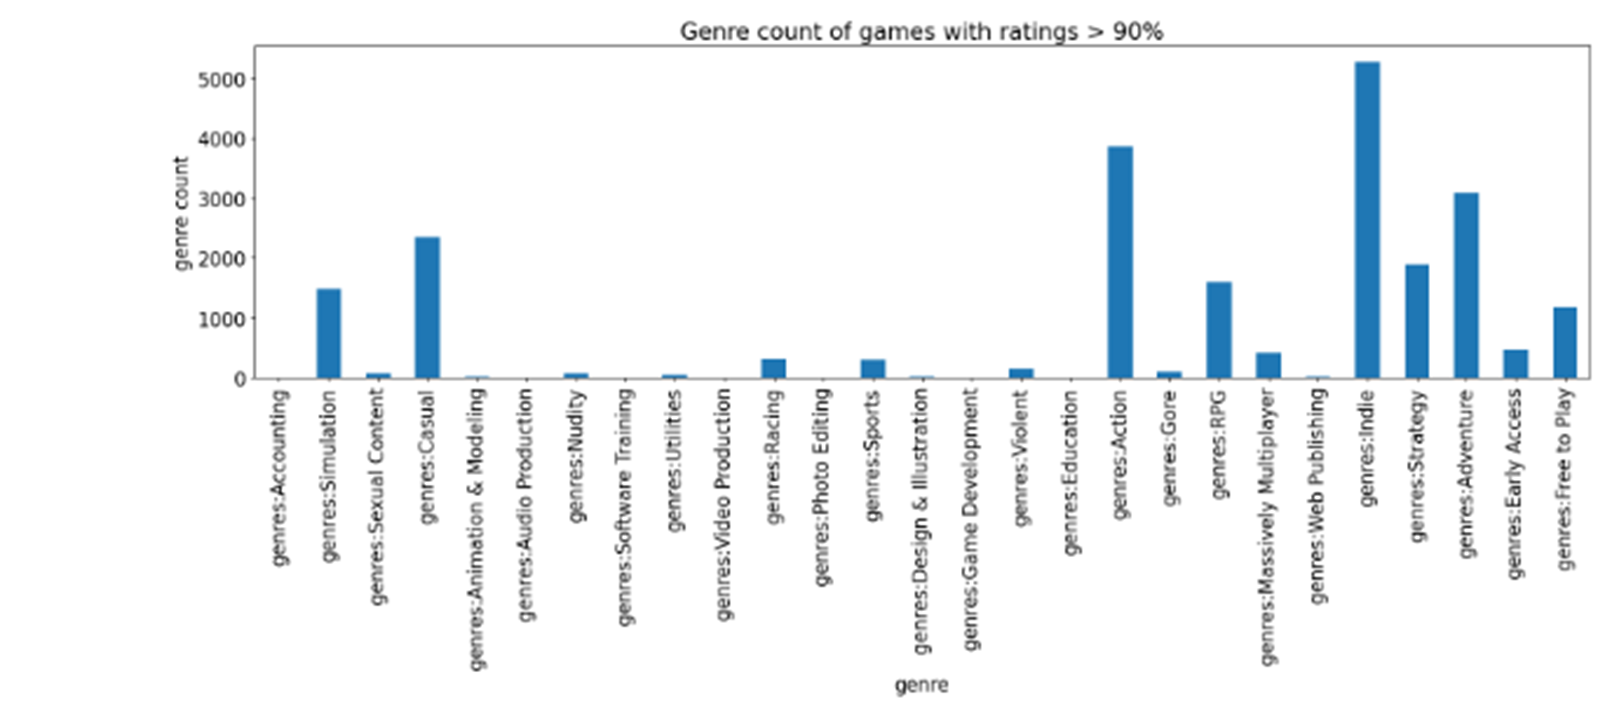 Genre count of games with ratings > 90%
genre count
5000
4000
3000
2000
1000
0
genres:Accounting
genres:Simulation
genres:Sexual Content
genres:Casual
genres:Animation & Modeling
genres:Audio Production
genres:Nudity
genres:Software Training
genres:Utilities
genres:Video Production
genres:Racing
genres:Photo Editing
genres:Sports
genres:Design & Illustration
genres:Game Development
genres:Violent
genres:Education
genres:Action
genres:Gore
genres:RPG
genres:Massively Multiplayer
genres:Web Publishing
genres:Indie
genres:Strategy
genres:Adventure
genres:Early Access
genres:Free to Play
genre